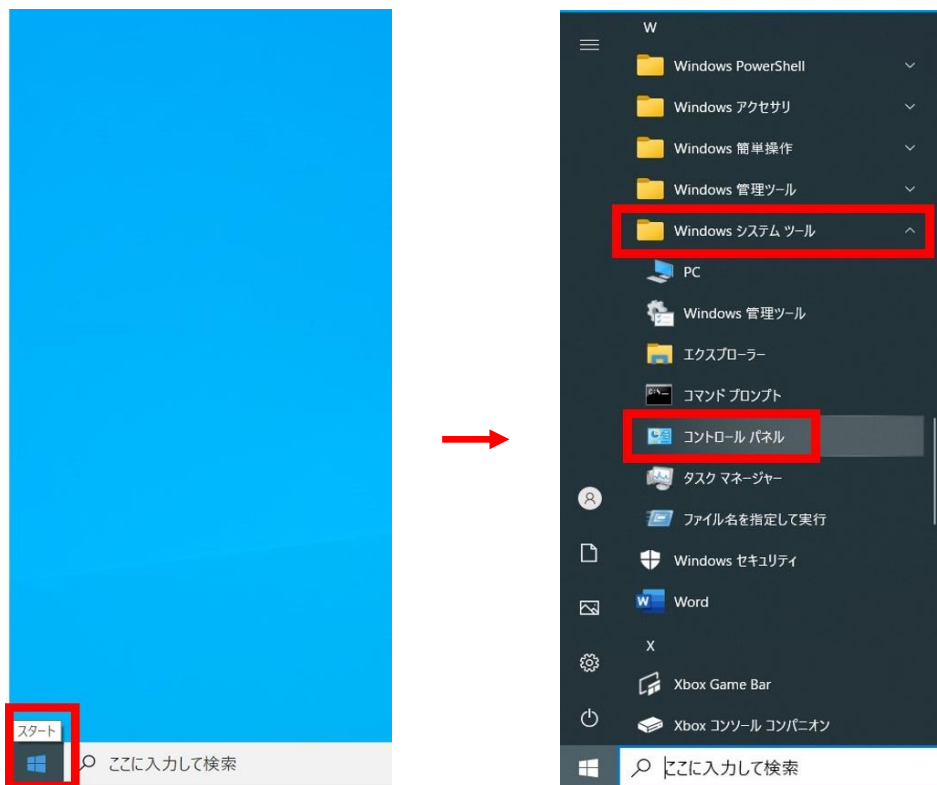 スタート
ここに入力して検索
W
Windows PowerShell
Windows アクセサリ
Windows 簡単操作
Windows 管理ツール
Windows システム ツール
PC
Windows 管理ツール
エクスプローラー
コマンド プロンプト
コントロール パネル
タスク マネージャー
ファイル名を指定して実行
Windows セキュリティ
Word
X
Xbox Game Bar
Xbox コンソール コンパニオン
ここに入力して検索